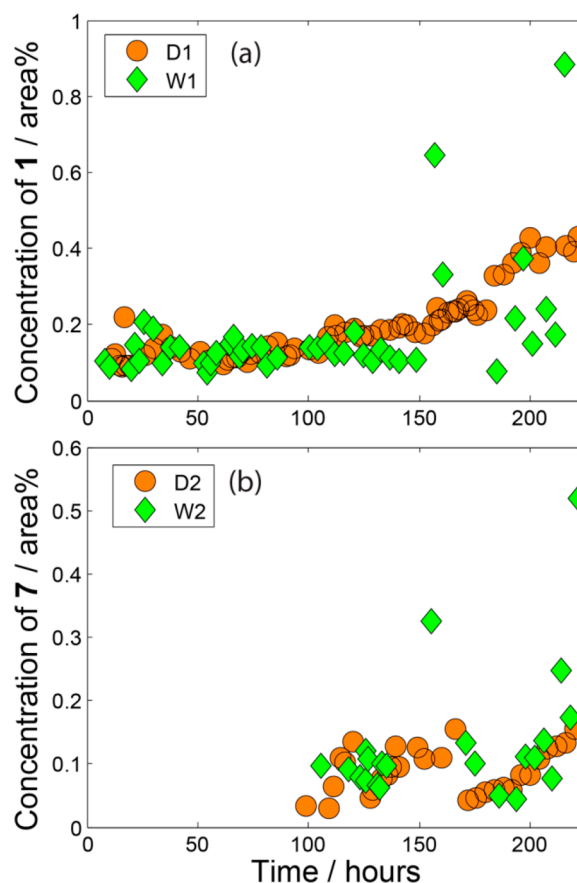 (a)
D1
W1
Concentration of 1 / area%
1
0.8
0.6
0.4
0.2
0
0 50 100 150 200
(b)
D2
W2
Concentration of 7 / area%
0.6
0.5
0.4
0.3
0.2
0.1
0
0 50 100 150 200
Time / hours